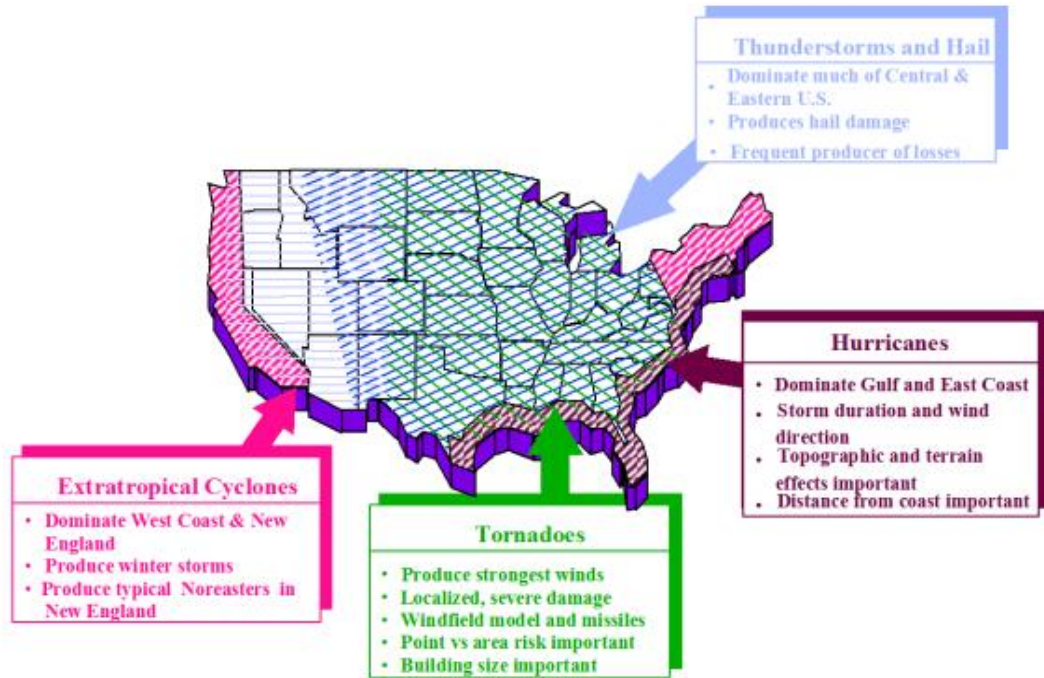 Thunderstorms and Hail
• Dominate much of Central &
Eastern U.S.
• Produces hail damage
• Frequent producer of losses
Hurricanes
• Dominate Gulf and East Coast
• Storm duration and wind
direction
• Topographic and terrain
effects important
• Distance from coast important
Extratropical Cyclones
• Dominate West Coast & New
England
• Produce winter storms
• Produce typical Noreasters in
New England
Tornadoes
• Produce strongest winds
• Localized, severe damage
• Windfield model and missiles
• Point vs area risk important
• Building size important